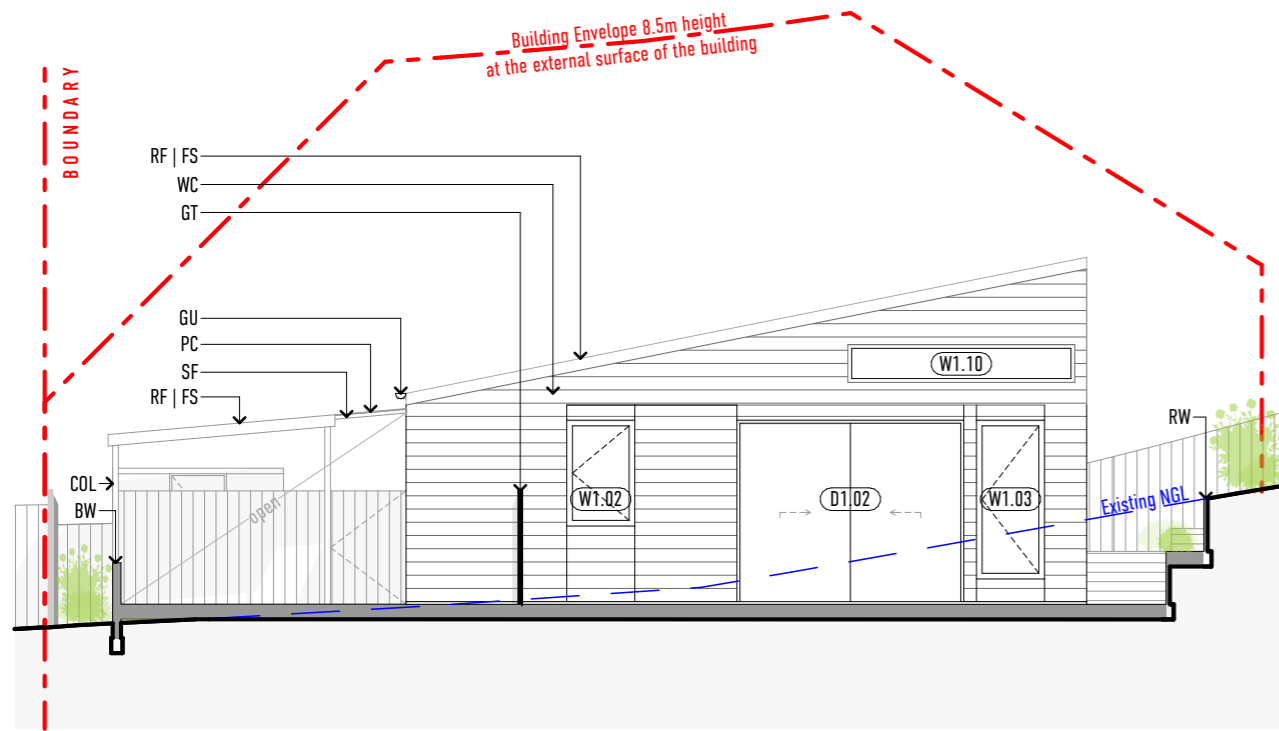 Building Envelope 8.5m height
at the external surface of the building
BOUNDARY
RF | FS
WC
GT
GU
PC
SF
RF | FS
W1.10
RW
COL
BW
open
W1.02
D1.02
W1.03
Existing NGL